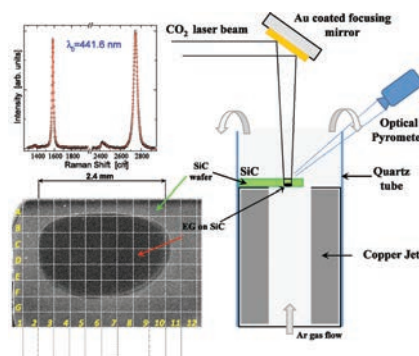 λ0=441.6 nm
Intensity [arb. units]
1400 1600 2400 2600 2800
Raman Shift [cm-1]
2.4 mm
A
B
C
D
E
F
G
1 2 3 4 5 6 7 8 9 10 11 12
SiC
wafer
EG on SiC
CO2 laser beam
Au coated focusing
mirror
Optical
Pyrometer
SiC
Quartz
tube
Copper Jet
Ar gas flow